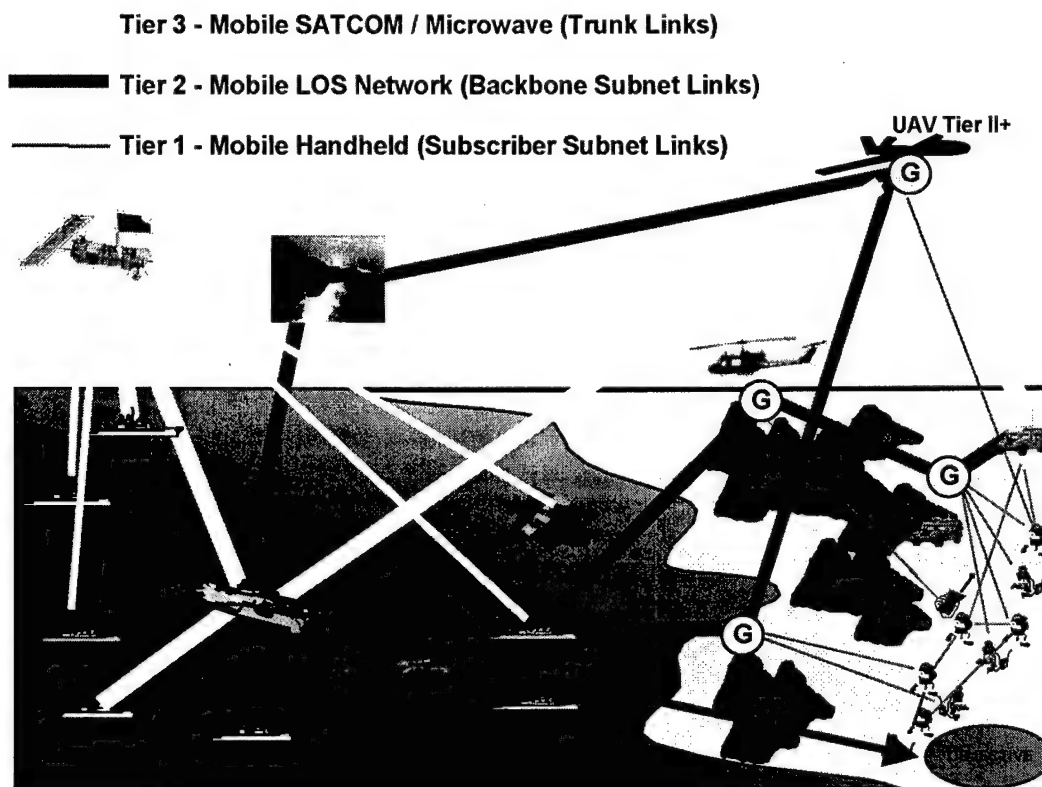 Tier 3 - Mobile SATCOM / Microwave (Trunk Links)
Tier 2 - Mobile LOS Network (Backbone Subnet Links)
Tier 1 - Mobile Handheld (Subscriber Subnet Links)
UAV Tier II+
G
G
G
G